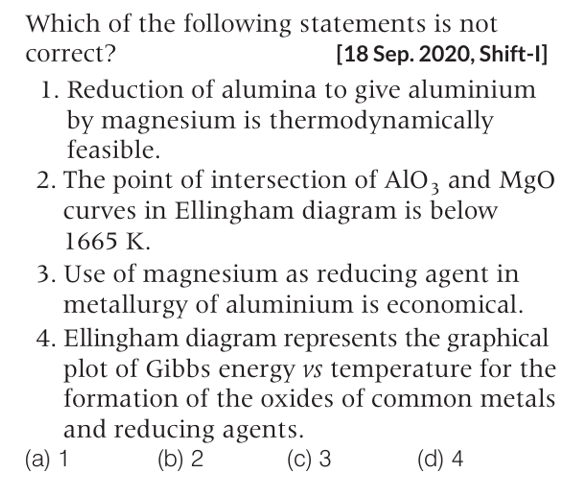 Which of the following statements is not
correct? [18 Sep. 2020, Shift-I]
1. Reduction of alumina to give aluminium
by magnesium is thermodynamically
feasible.
2. The point of intersection of AlO₃ and MgO
curves in Ellingham diagram is below
1665 K.
3. Use of magnesium as reducing agent in
metallurgy of aluminium is economical.
4. Ellingham diagram represents the graphical
plot of Gibbs energy vs temperature for the
formation of the oxides of common metals
and reducing agents.
(a) 1 (b) 2 (c) 3 (d) 4